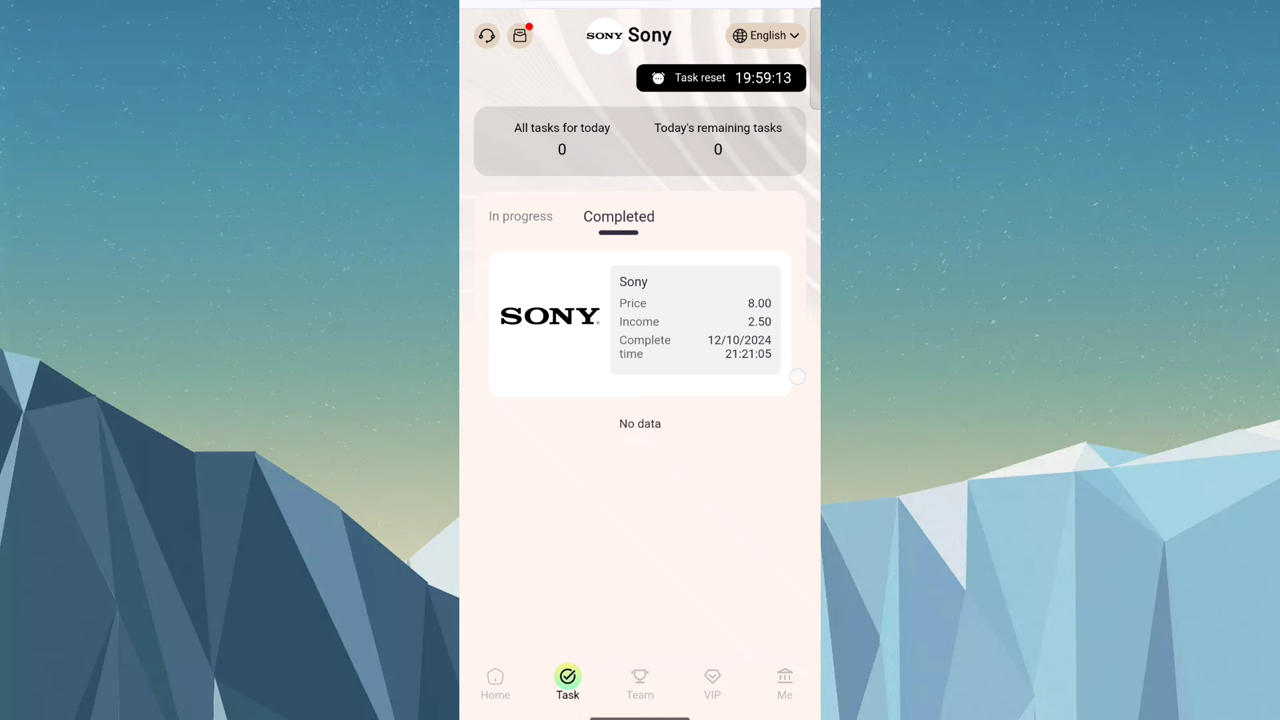 SONY Sony
English
Task reset 19:59:13
All tasks for today
Today's remaining tasks
0
0
In progress
Completed
SONY
Sony
Price 8.00
Income 2.50
Complete time 12/10/2024 21:21:05
No data
Home
Task
Team
VIP
Me